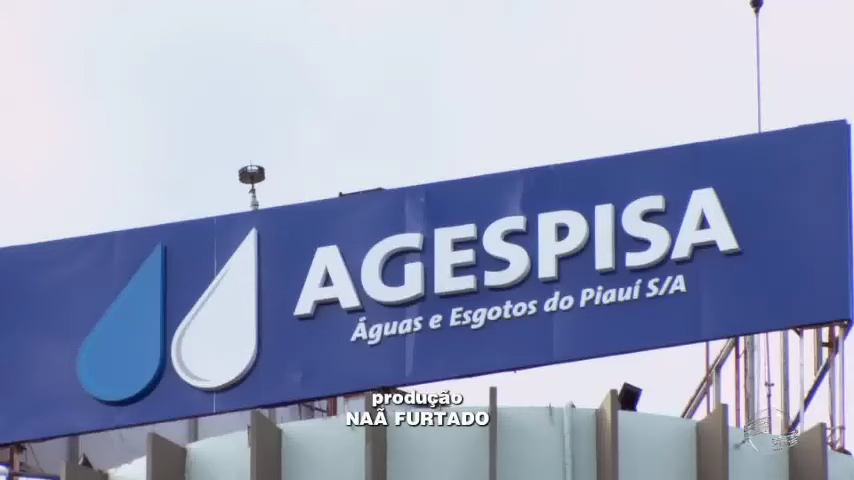 AGESPISA
Águas e Esgotos do Piauí S/A
produção
NAÃ FURTADO